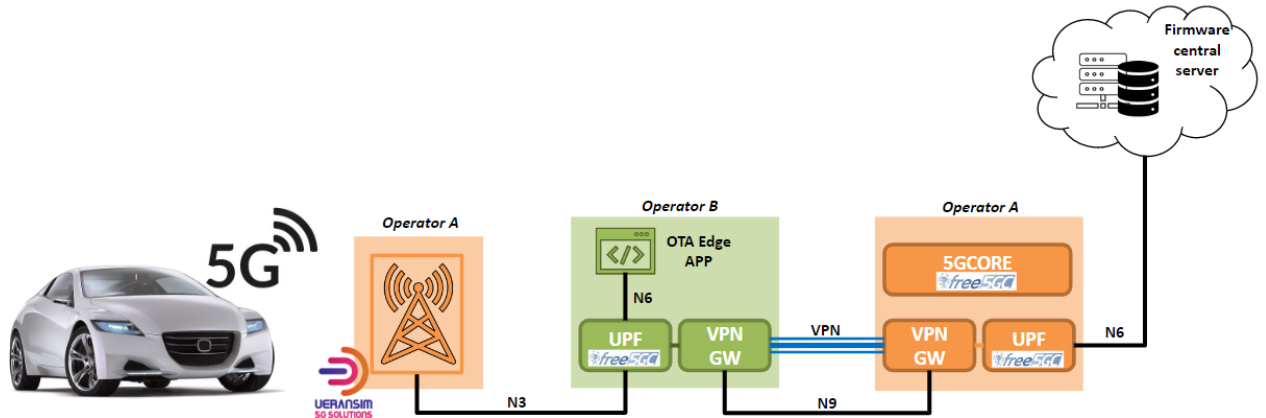 Firmware
central
server
Operator A
Operator B
Operator A
5G
</>
OTA Edge
APP
5GCORE
free5GC
N6
UPF
free5GC
VPN
GW
VPN
VPN
GW
UPF
free5GC
N6
UERANSIM
5G SOLUTIONS
N3
N9